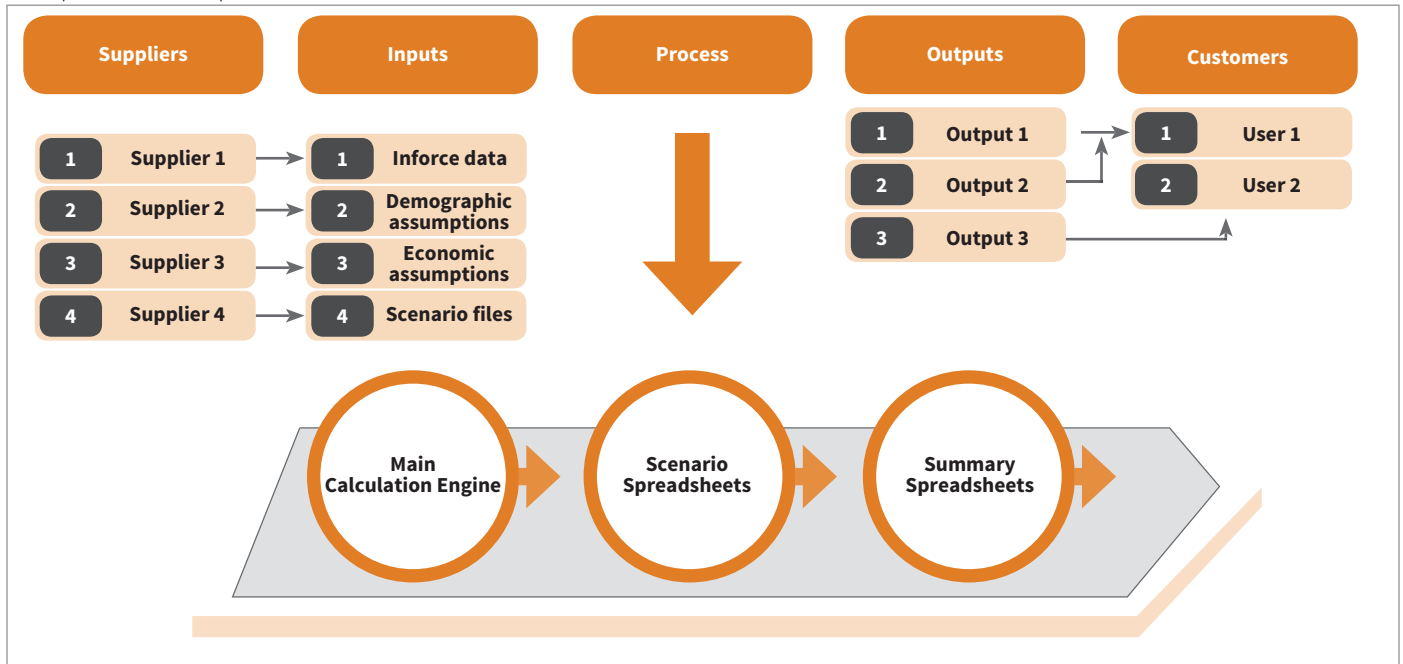 Suppliers
Inputs
Process
Outputs
Customers
1 Supplier 1
2 Supplier 2
3 Supplier 3
4 Supplier 4
1 Inforce data
2 Demographic
assumptions
3 Economic
assumptions
4 Scenario files
1 Output 1
2 Output 2
3 Output 3
1 User 1
2 User 2
Main
Calculation Engine
Scenario
Spreadsheets
Summary
Spreadsheets